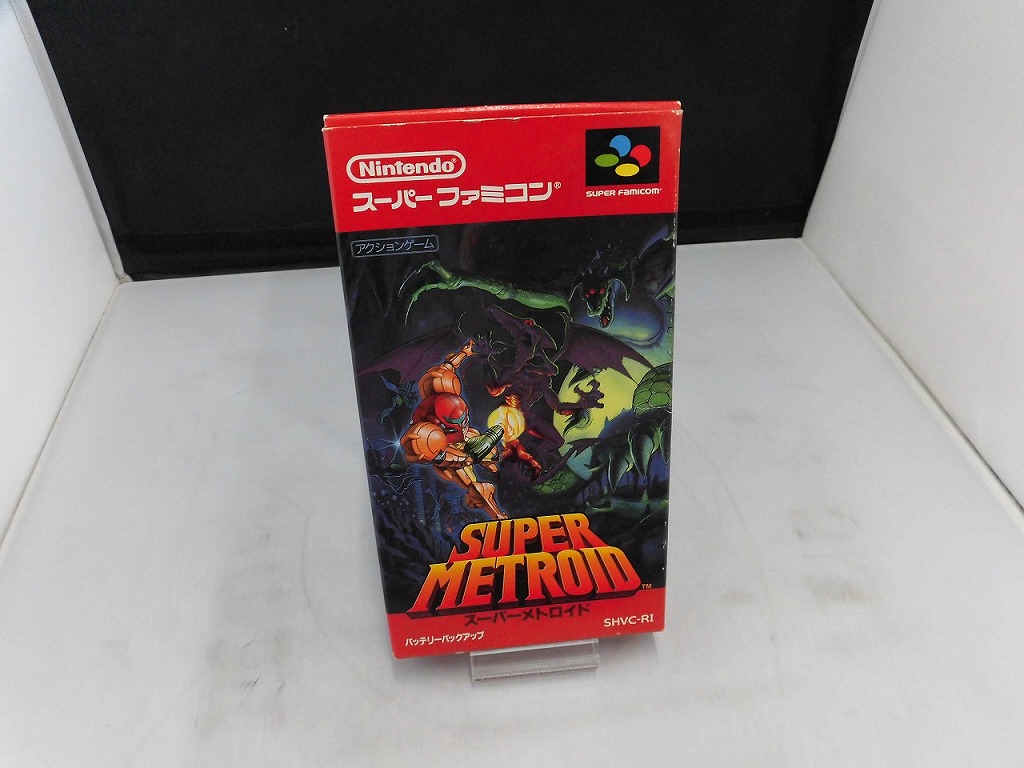 Nintendo®
スーパーファミコン®
SUPER FAMICOM®
アクションゲーム
SUPER
METROID™
スーパーメトロイド
バッテリーバックアップ
SHVC-RI